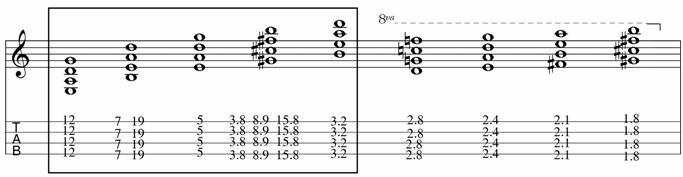 8va
T 12 7 19 5 3.8 8.9 15.8 3.2 2.8 2.4 2.1 1.8
A 12 7 19 5 3.8 8.9 15.8 3.2 2.8 2.4 2.1 1.8
B 12 7 19 5 3.8 8.9 15.8 3.2 2.8 2.4 2.1 1.8
12 7 19 5 3.8 8.9 15.8 3.2 2.8 2.4 2.1 1.8